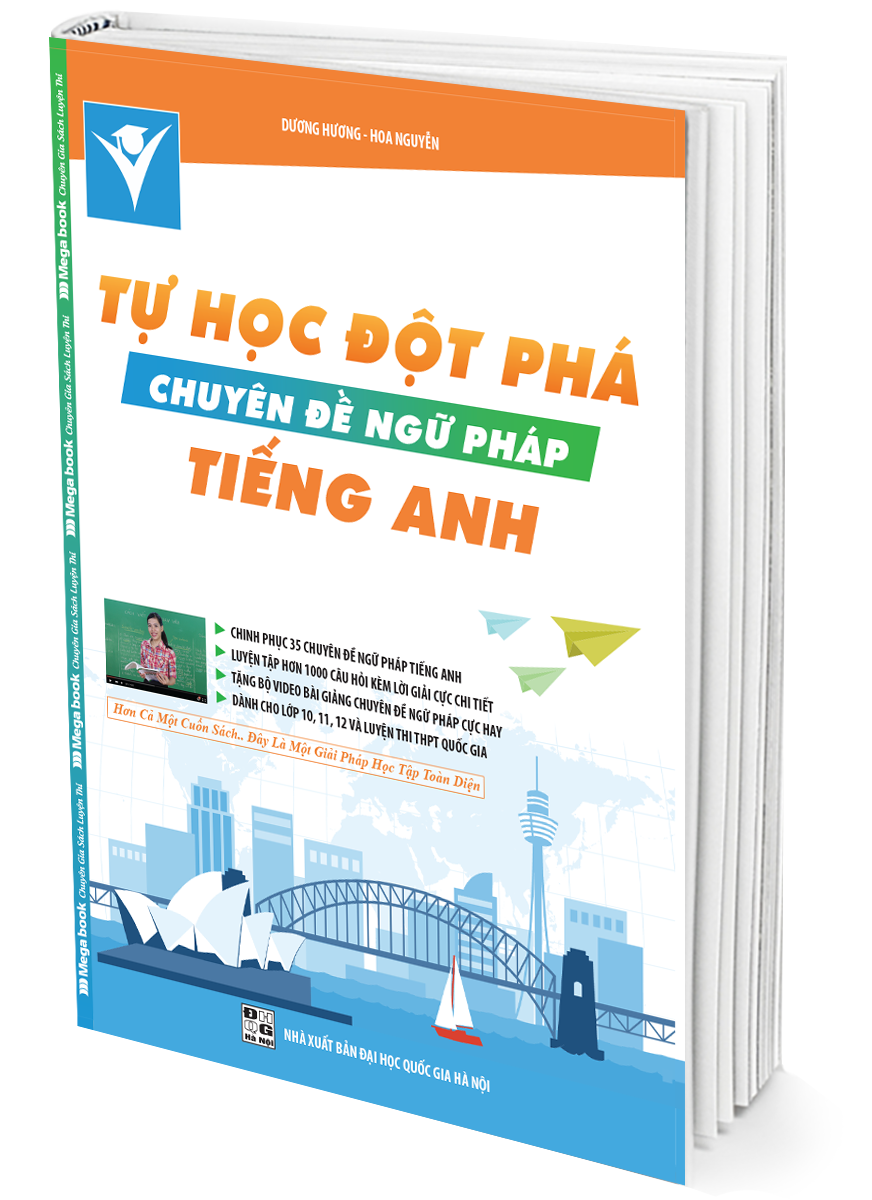 DƯƠNG HƯƠNG - HOA NGUYỄN
TỰ HỌC ĐỘT PHÁ
CHUYÊN ĐỀ NGỮ PHÁP
TIẾNG ANH
CHINH PHỤC 35 CHUYÊN ĐỀ NGỮ PHÁP TIẾNG ANH
LUYỆN TẬP HƠN 1000 CÂU HỎI KÈM LỜI GIẢI CỰC CHI TIẾT
TẶNG BỘ VIDEO BÀI GIẢNG CHUYÊN ĐỀ NGỮ PHÁP CỰC HAY
DÀNH CHO LỚP 10, 11, 12 VÀ LUYỆN THI THPT QUỐC GIA
Hơn Cả Một Cuốn Sách.. Đây Là Một Giải Pháp Học Tập Toàn Diện
ĐH
QG
Hà Nội
NHÀ XUẤT BẢN ĐẠI HỌC QUỐC GIA HÀ NỘI
Mega book Chuyên Gia Sách Luyện Thi
Mega book Chuyên Gia Sách Luyện Thi
Mega book Chuyên Gia Sách Luyện Thi
Mega book Chuyên Gia Sách Luyện Thi